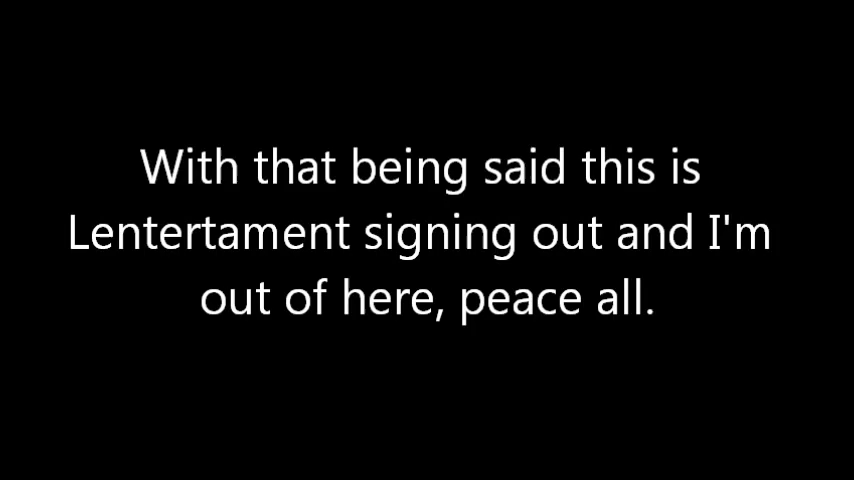 With that being said this is
Lentertament signing out and I'm
out of here, peace all.